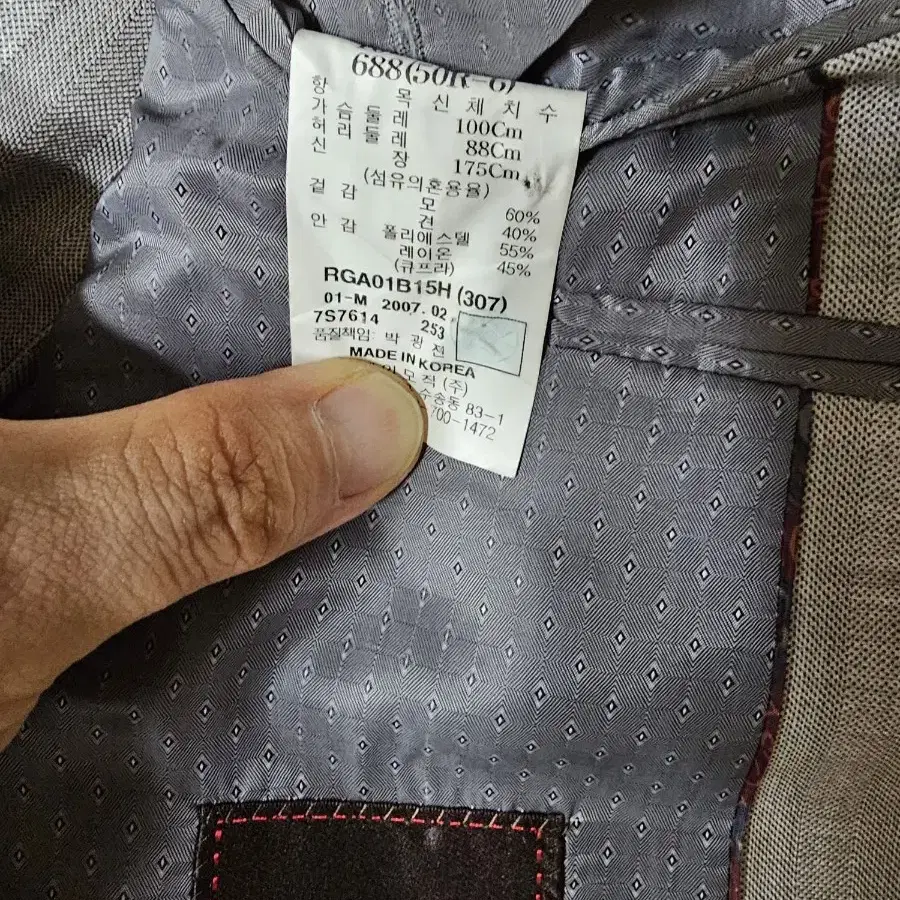 688(50R-6)
항 목 신 체 치 수
가 슴 둘 레 100Cm
허 리 둘 레 88Cm
신 장 175Cm
(섬유의혼용율)
겉 감 모 60%
견 40%
안 감 폴리에스텔 55%
레이온 45%
(큐프라)
RGA01B15H (307)
01-M 2007. 02
7S7614 253
품질책임: 박 광 전
MADE IN KOREA
모 직 (주)
수송동 83-1
700-1472